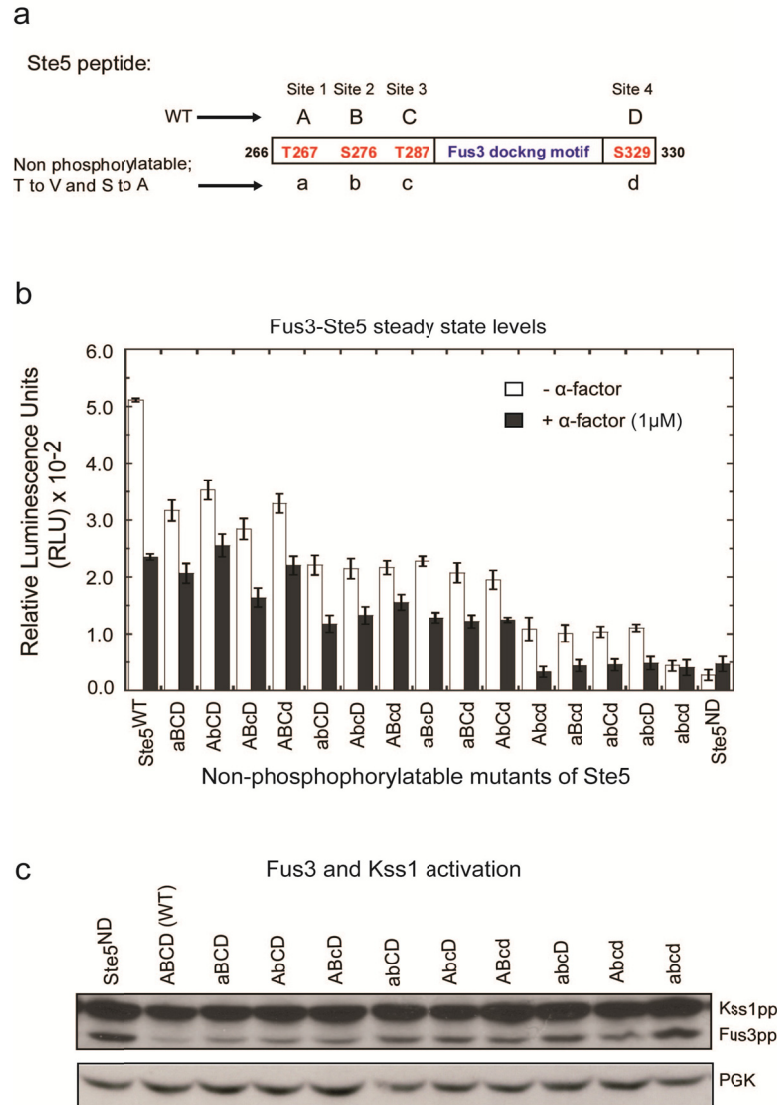 a
Ste5 peptide:
Site 1 Site 2 Site 3 Site 4
WT A B C D
266 T267 S276 T287 Fus3 dockng motif S329 330
Non phosphorylatable;
T to V and S to A a b c d
b
Fus3-Ste5 steady state levels
Relative Luminescence Units
(RLU) x 10-2
6.0
5.0
4.0
3.0
2.0
1.0
0.0
- α-factor
+ α-factor (1µM)
Ste5WT aBCD AbCD ABcD ABCd abCD AbcD ABcd aBcD aBCd AbCd Abcd aBcd abCd abcD abcd Ste5ND
Non-phosphophorylatable mutants of Ste5
c
Fus3 and Kss1 activation
Ste5ND ABCD (WT) aBCD AbCD ABcD abCD AbcD ABcd abcD Abcd abcd
Kss1pp
Fus3pp
PGK